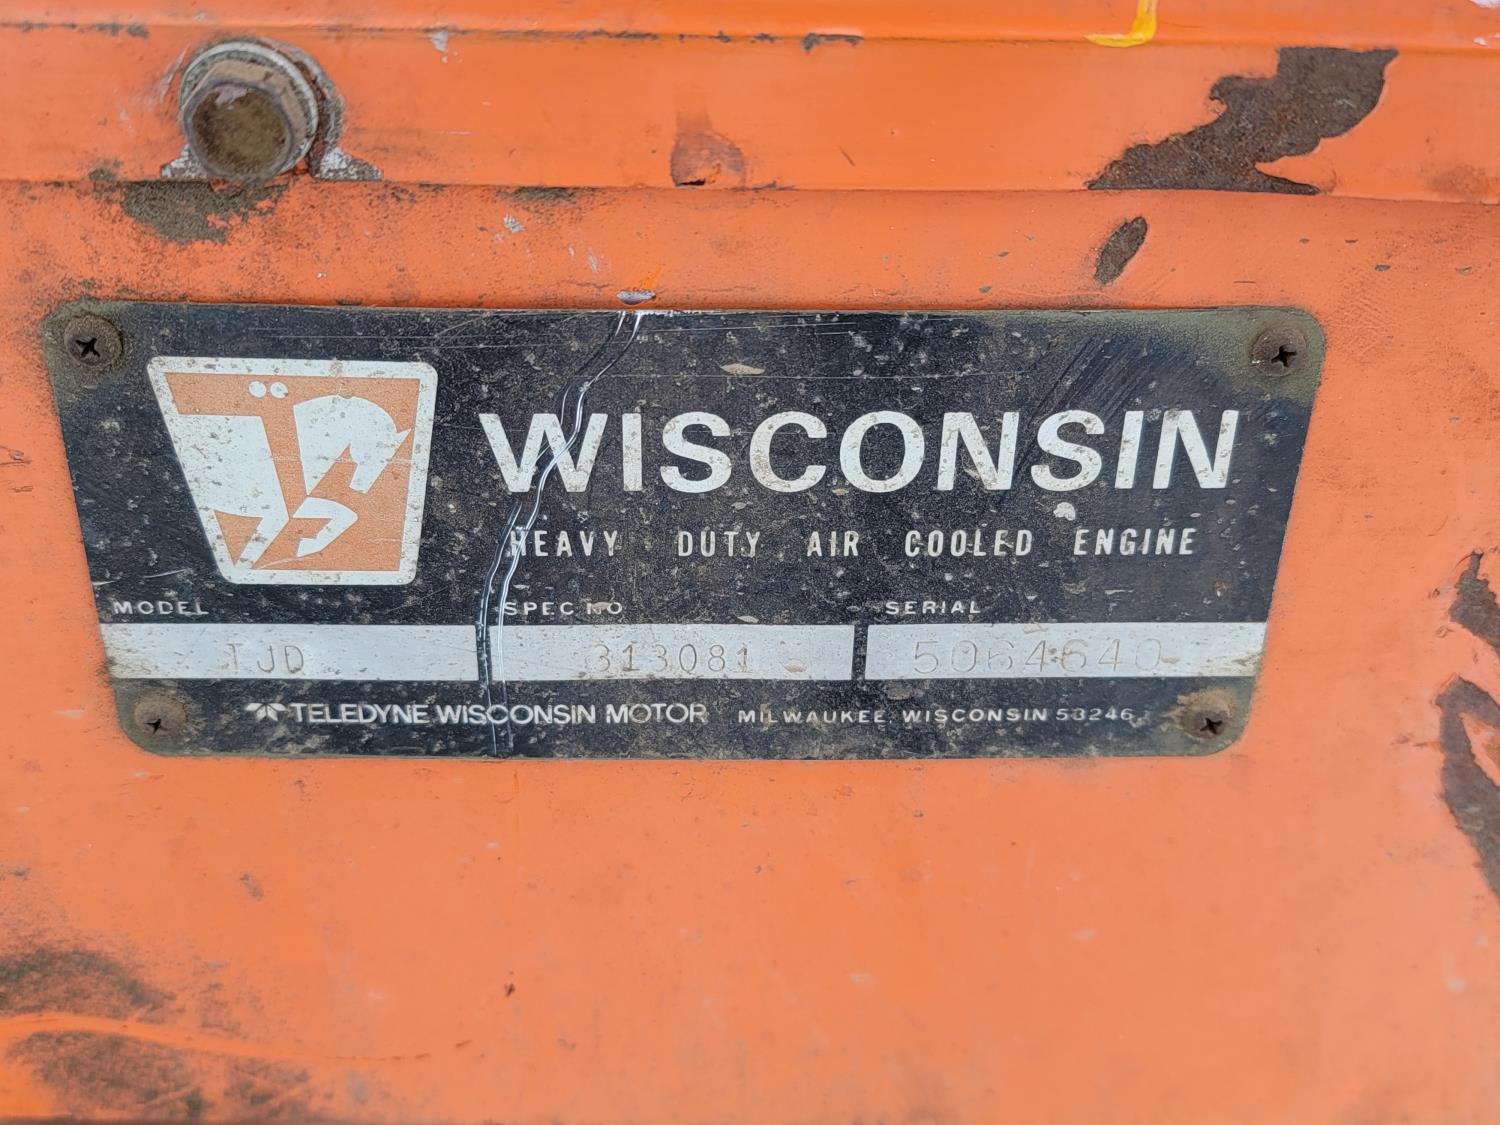 WISCONSIN
HEAVY DUTY AIR COOLED ENGINE
MODEL SPEC NO SERIAL
TJD 313081 5064640
TELEDYNE WISCONSIN MOTOR MILWAUKEE, WISCONSIN 53246